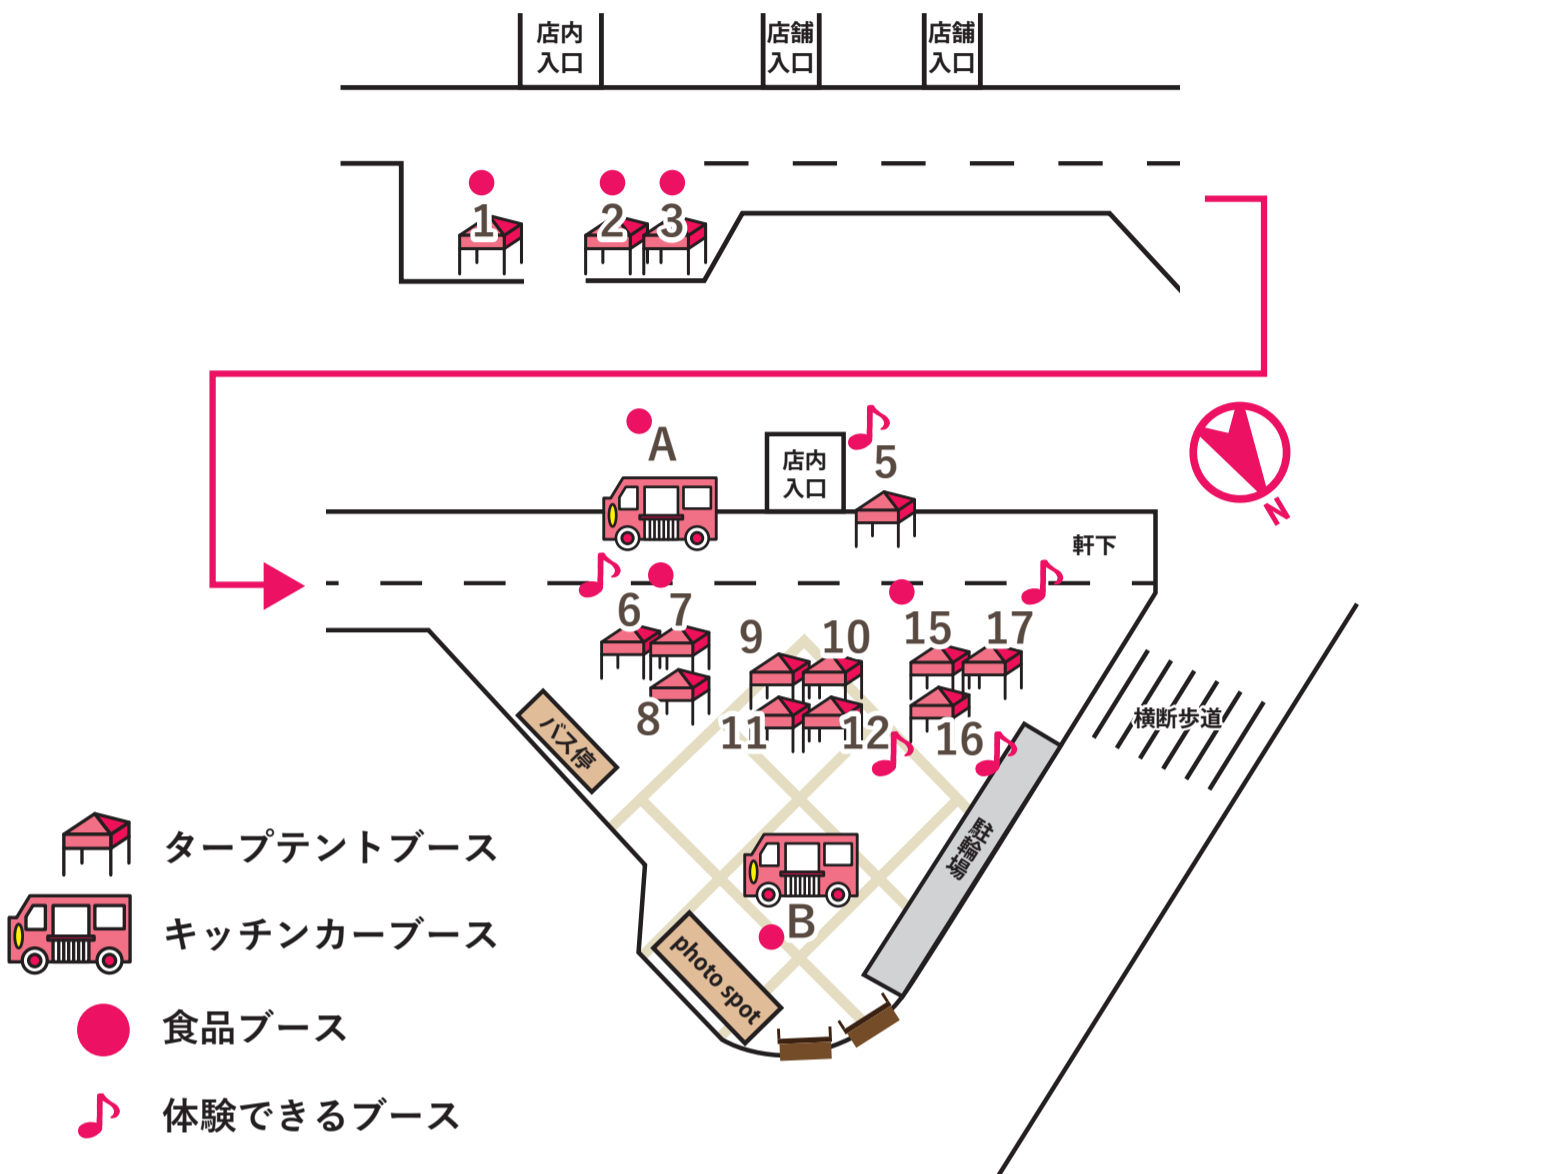 店内
入口
店舗
入口
店舗
入口
1
2
3
A
店内
入口
5
N
軒下
6
7
8
9
10
11
12
15
16
17
バス停
横断歩道
駐輪場
B
photo spot
タープテントブース
キッチンカーブース
食品ブース
体験できるブース